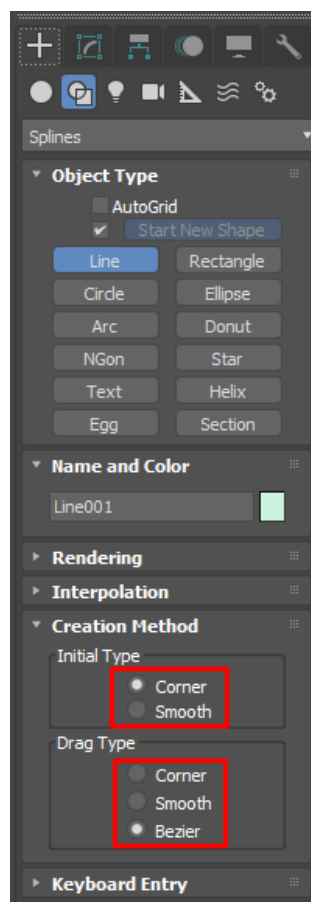 Splines
Object Type
AutoGrid
Start New Shape
Line Rectangle
Circle Ellipse
Arc Donut
NGon Star
Text Helix
Egg Section
Name and Color
Line001
Rendering
Interpolation
Creation Method
Initial Type
Corner
Smooth
Drag Type
Corner
Smooth
Bezier
Keyboard Entry